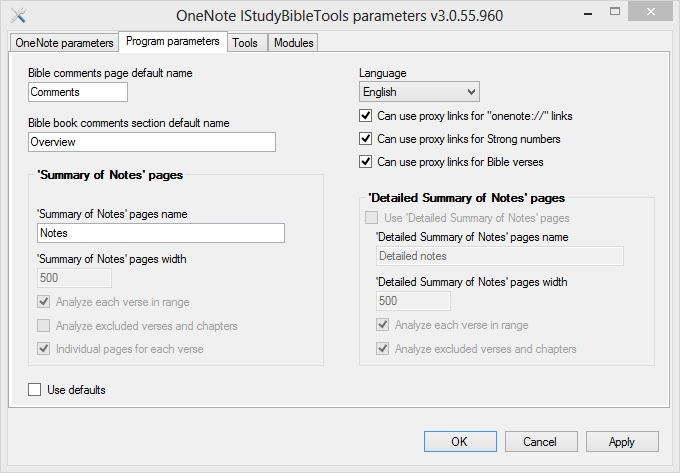 OneNote IStudyBibleTools parameters v3.0.55.960
OneNote parameters
Program parameters
Tools
Modules
Bible comments page default name
Comments
Bible book comments section default name
Overview
'Summary of Notes' pages
'Summary of Notes' pages name
Notes
'Summary of Notes' pages width
500
Analyze each verse in range
Analyze excluded verses and chapters
Individual pages for each verse
Use defaults
Language
English
Can use proxy links for "onenote://" links
Can use proxy links for Strong numbers
Can use proxy links for Bible verses
'Detailed Summary of Notes' pages
Use 'Detailed Summary of Notes' pages
'Detailed Summary of Notes' pages name
Detailed notes
'Detailed Summary of Notes' pages width
500
Analyze each verse in range
Analyze excluded verses and chapters
OK
Cancel
Apply